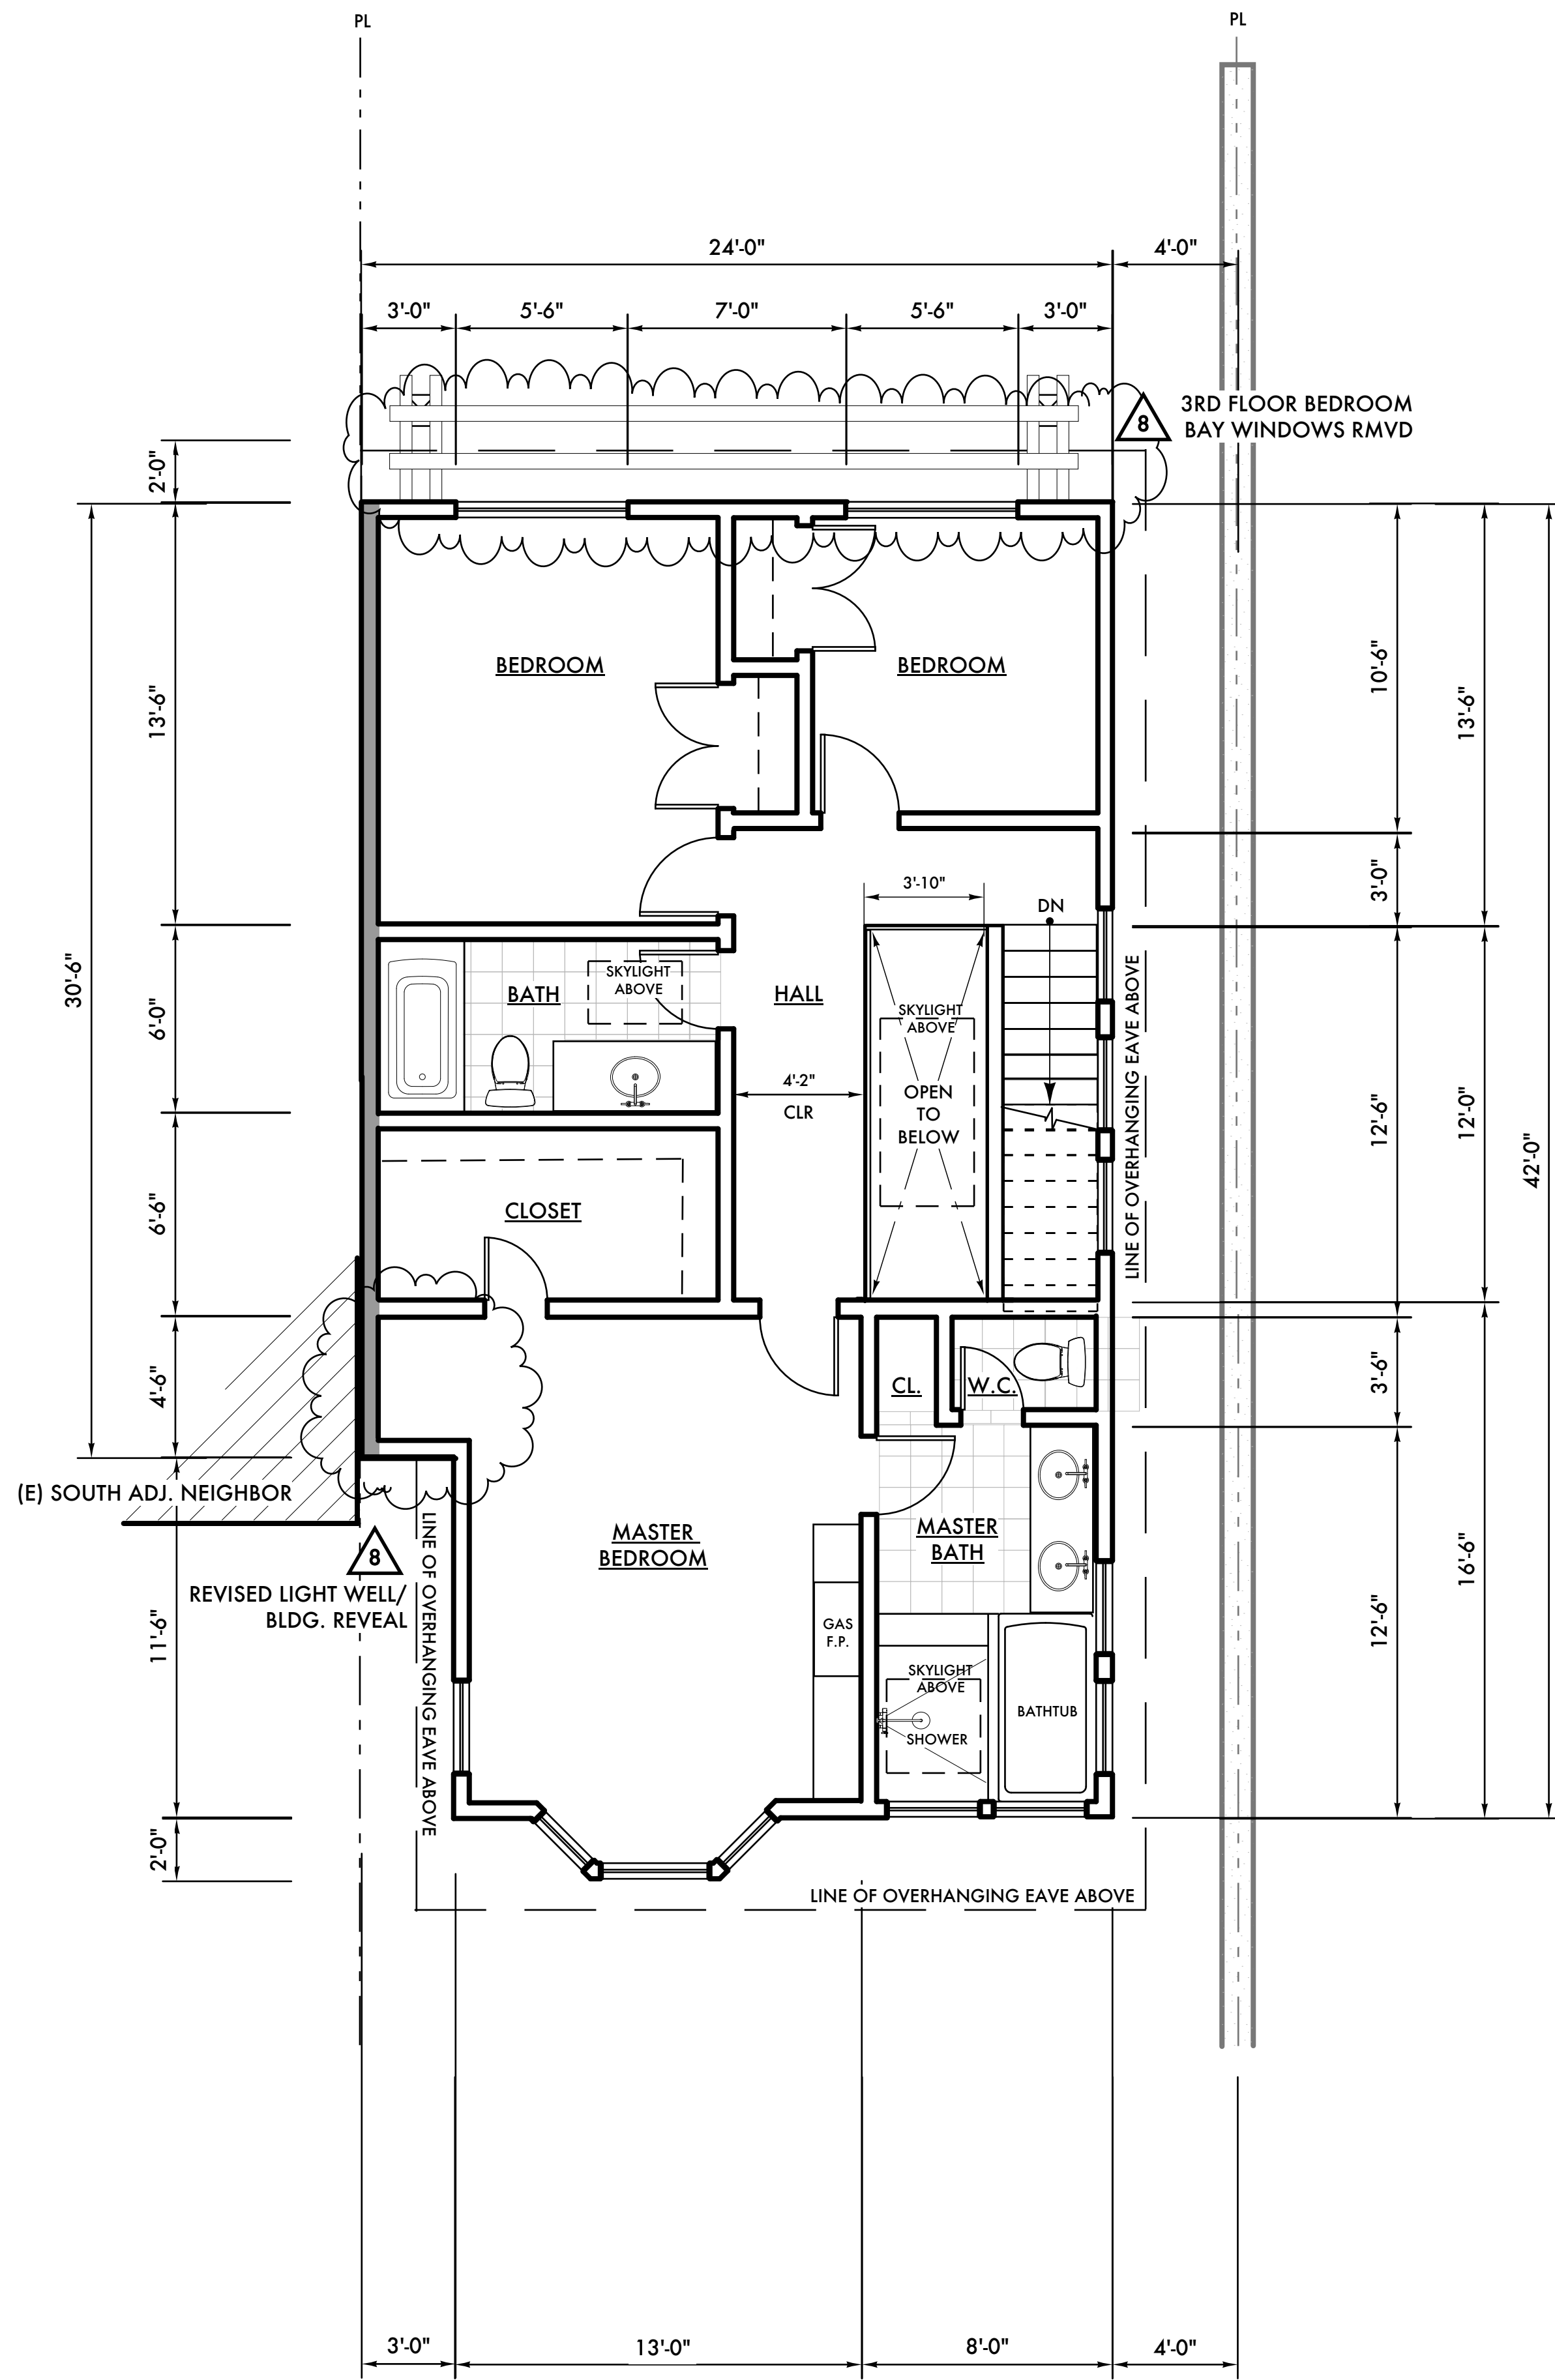 PL
PL
24'-0"
4'-0"
3'-0"
5'-6"
7'-0"
5'-6"
3'-0"
8
3RD FLOOR BEDROOM
BAY WINDOWS RMVD
2'-0"
30'-6"
13'-6"
6'-0"
6'-6"
4'-6"
11'-6"
2'-0"
BEDROOM
BEDROOM
10'-6"
13'-6"
3'-0"
3'-10"
DN
BATH
SKYLIGHT
ABOVE
HALL
SKYLIGHT
ABOVE
OPEN
TO
BELOW
4'-2"
CLR
LINE OF OVERHANGING EAVE ABOVE
12'-6"
12'-0"
42'-0"
CLOSET
CL.
W.C.
3'-6"
(E) SOUTH ADJ. NEIGHBOR
8
REVISED LIGHT WELL/
BLDG. REVEAL
LINE OF OVERHANGING EAVE ABOVE
MASTER
BEDROOM
MASTER
BATH
GAS
F.P.
SKYLIGHT
ABOVE
SHOWER
BATHTUB
12'-6"
16'-6"
LINE OF OVERHANGING EAVE ABOVE
3'-0"
13'-0"
8'-0"
4'-0"